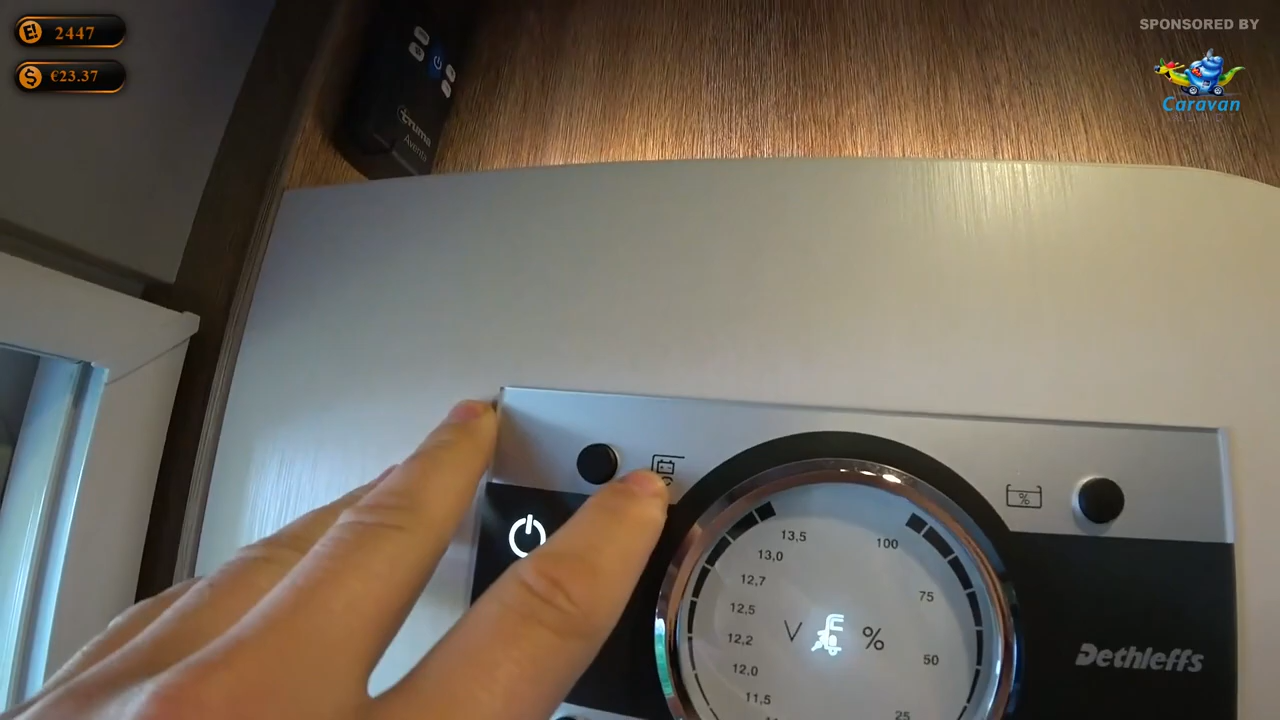 2447
SPONSORED BY
€23.37
Caravan
truma
Aventa
13,5
100
13,0
12,7
75
12,5
12,2
V
%
%
12,0
50
11,5
25
Dethleffs